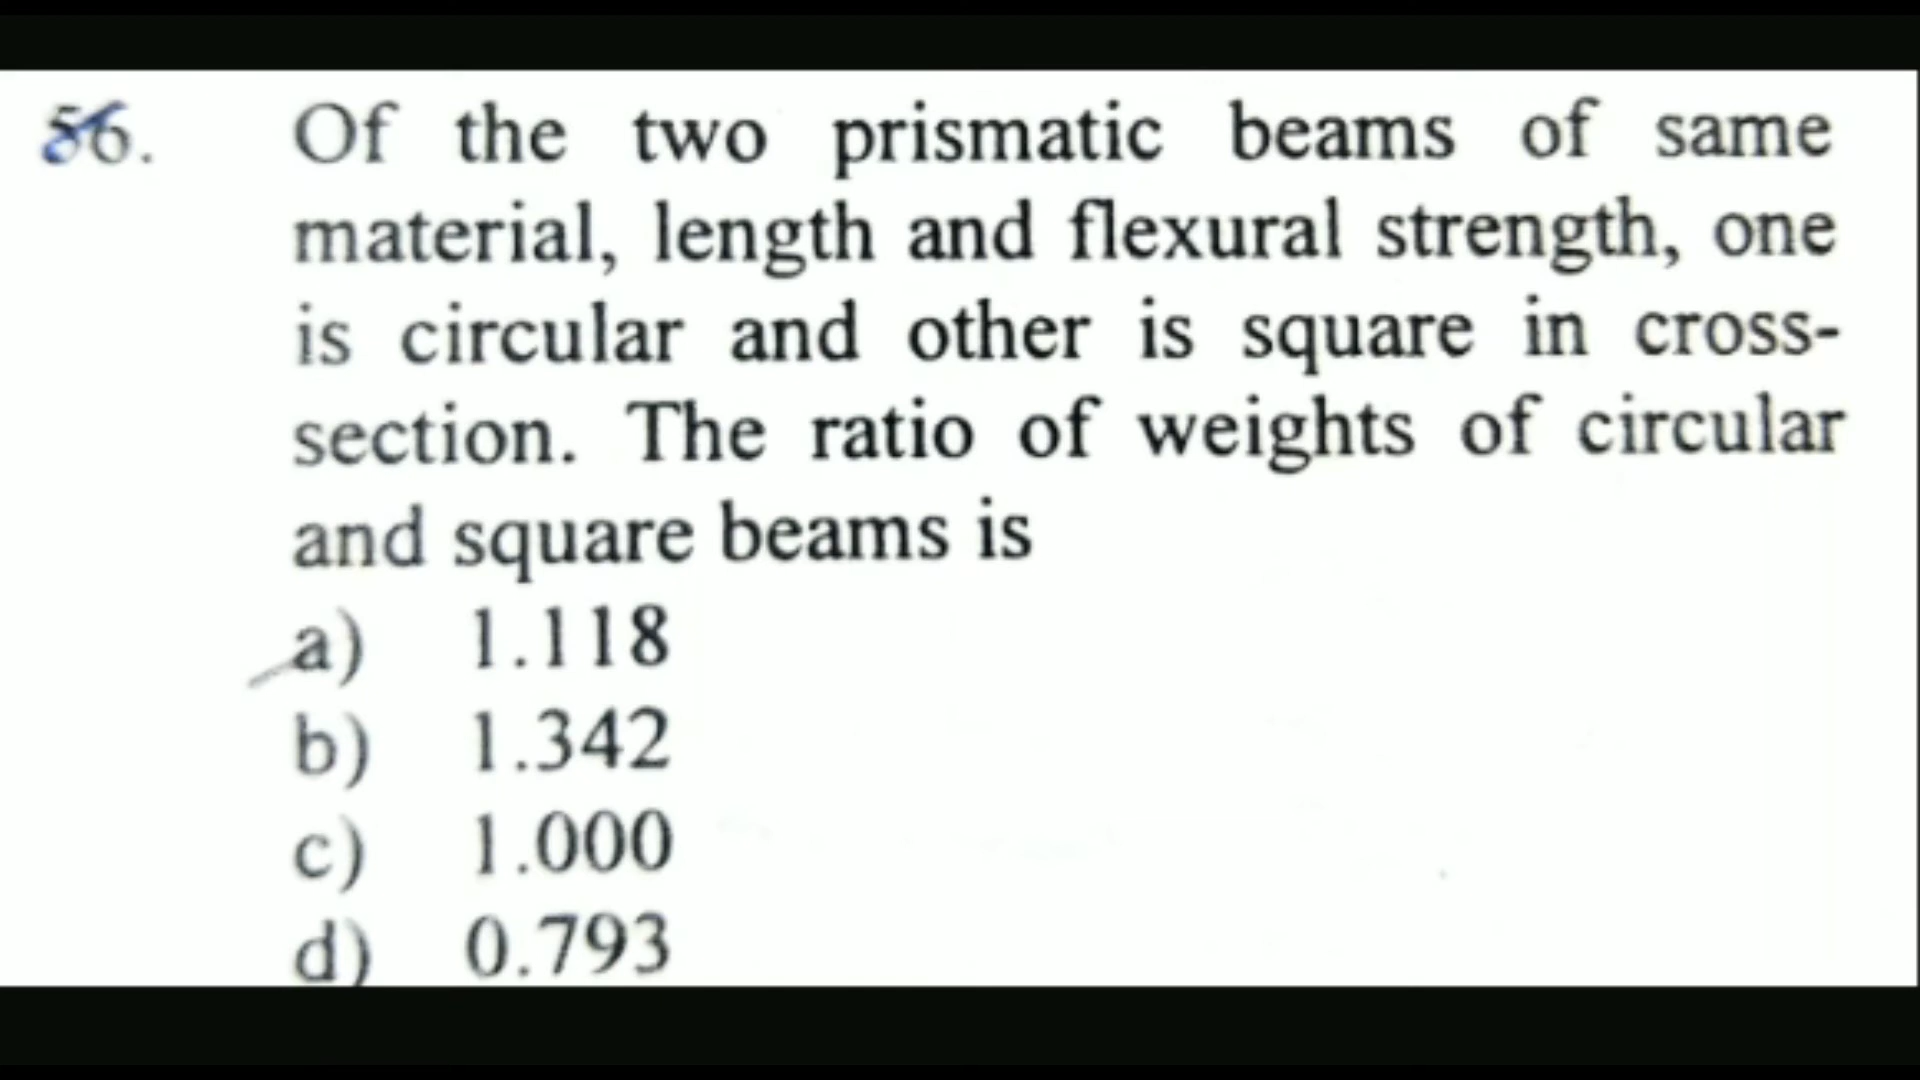 56. Of the two prismatic beams of same
material, length and flexural strength, one
is circular and other is square in cross-
section. The ratio of weights of circular
and square beams is
a) 1.118
b) 1.342
c) 1.000
d) 0.793